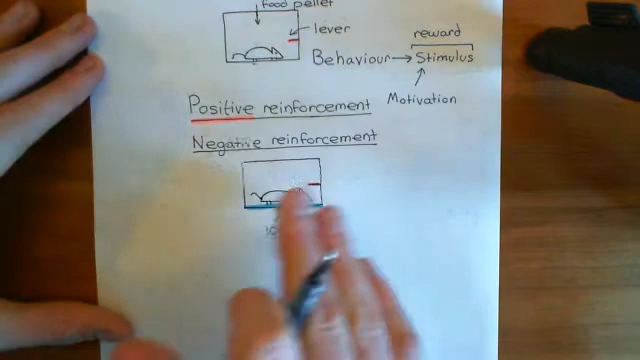 food pellet
lever
reward
Behaviour → Stimulus
Motivation
Positive reinforcement
Negative reinforcement